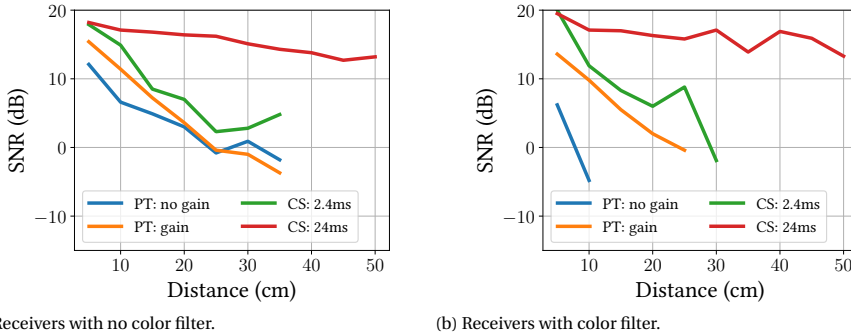 20
10
0
−10
SNR (dB)
PT: no gain
PT: gain
CS: 2.4ms
CS: 24ms
10 20 30 40 50
Distance (cm)
Receivers with no color filter.
20
10
0
−10
SNR (dB)
PT: no gain
PT: gain
CS: 2.4ms
CS: 24ms
10 20 30 40 50
Distance (cm)
(b) Receivers with color filter.